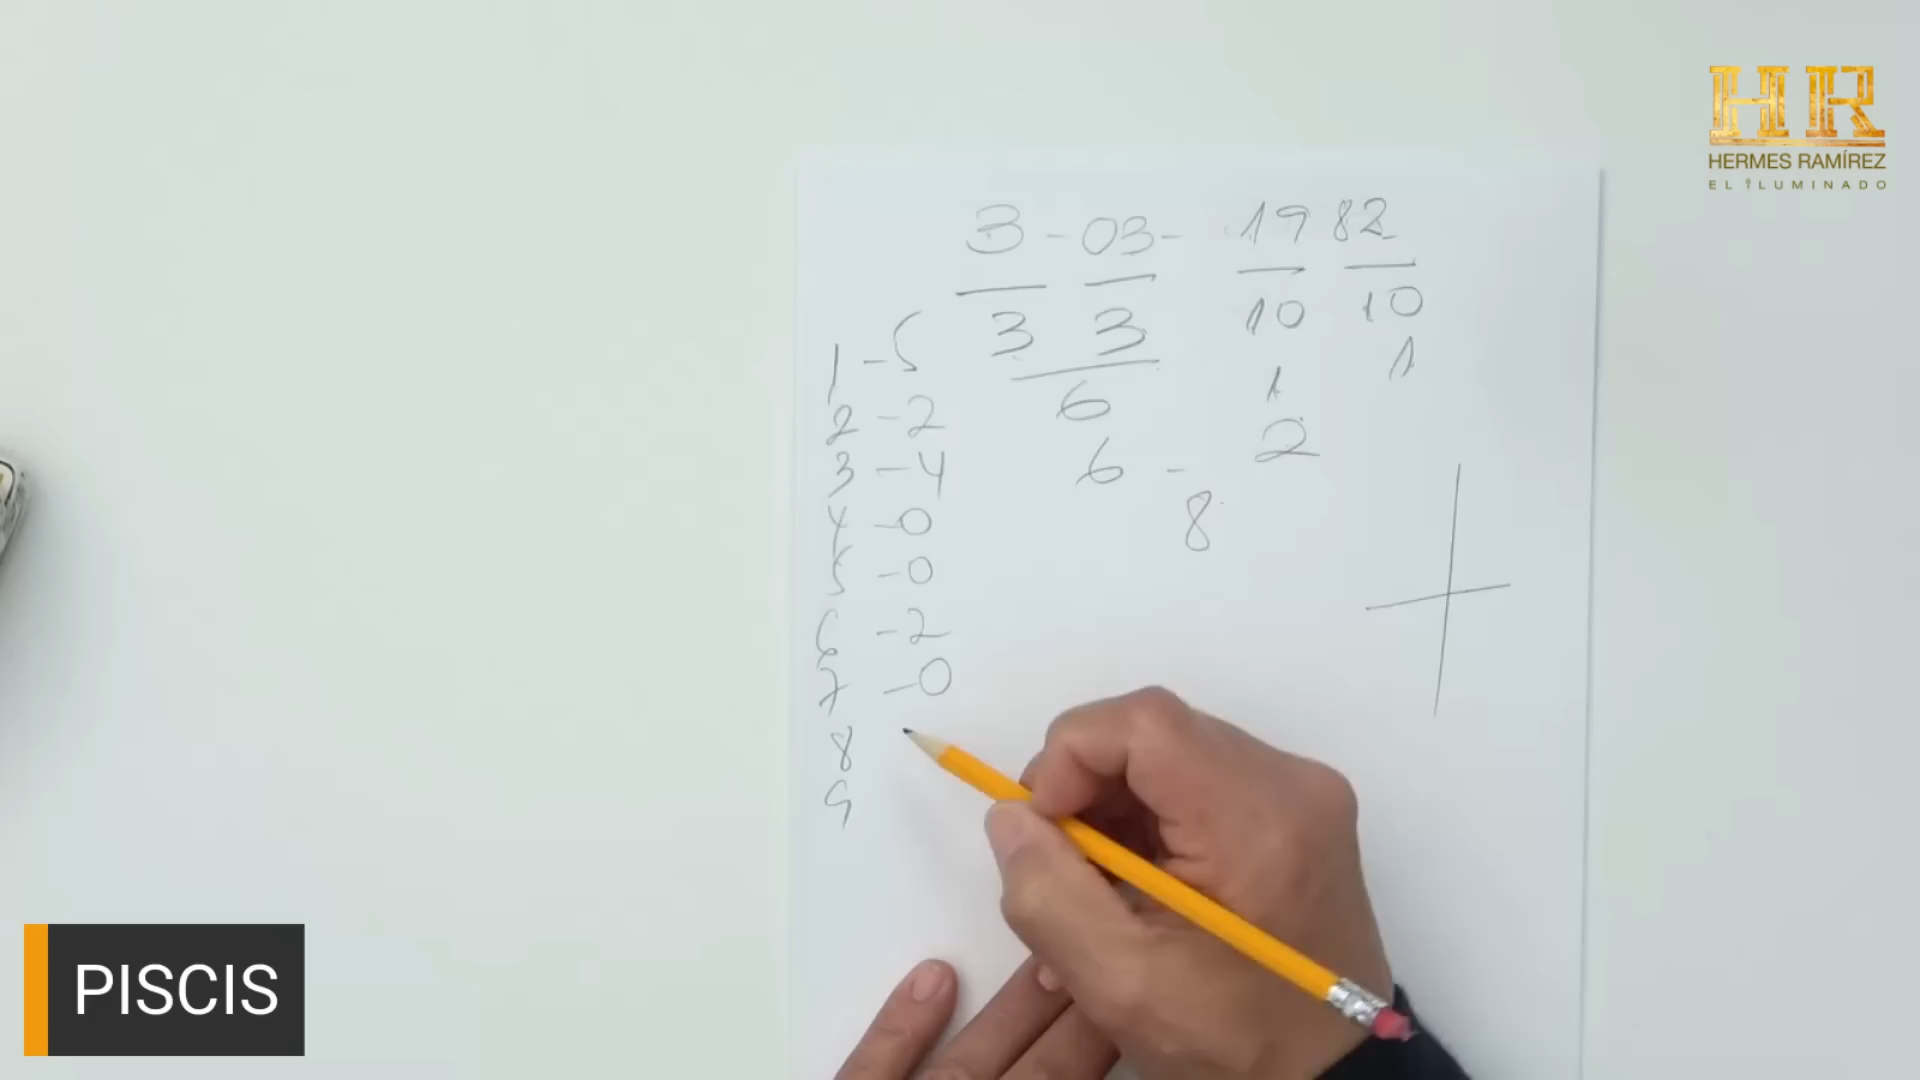 HR
HERMES RAMÍREZ
EL ILUMINADO
3 - 03 - 1982
3 3 10 10
1 - 5
1 1
6
2 - 2
2
3 - 4
6 -
4 - 0
8
5 - 0
6 - 2
7 - 0
8
9
PISCIS